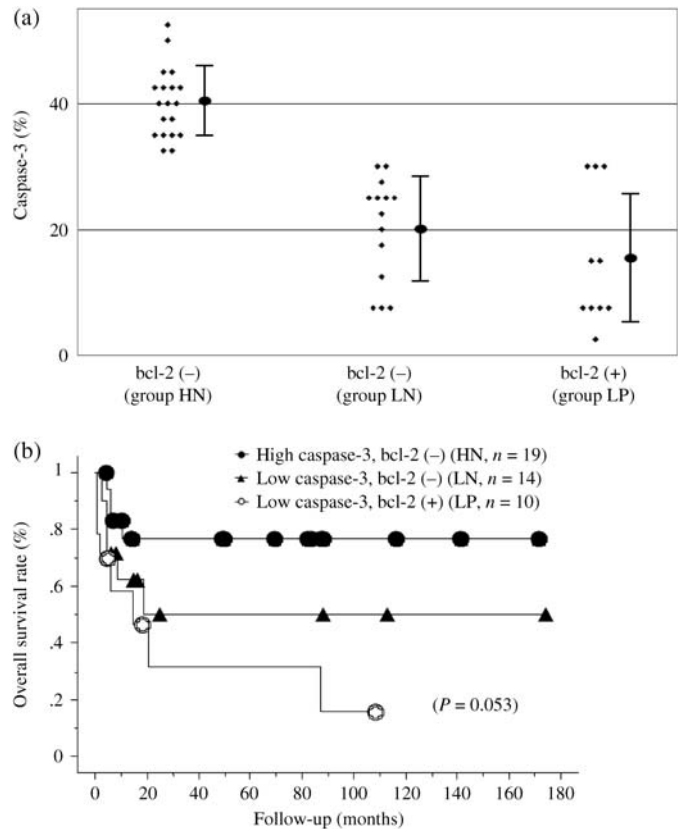 (a)
Caspase-3 (%)
40
20
0
bcl-2 (–)
(group HN)
bcl-2 (–)
(group LN)
bcl-2 (+)
(group LP)
(b)
High caspase-3, bcl-2 (–) (HN, n = 19)
Low caspase-3, bcl-2 (–) (LN, n = 14)
Low caspase-3, bcl-2 (+) (LP, n = 10)
Overall survival rate (%)
1
.8
.6
.4
.2
0
(P = 0.053)
0 20 40 60 80 100 120 140 160 180
Follow-up (months)